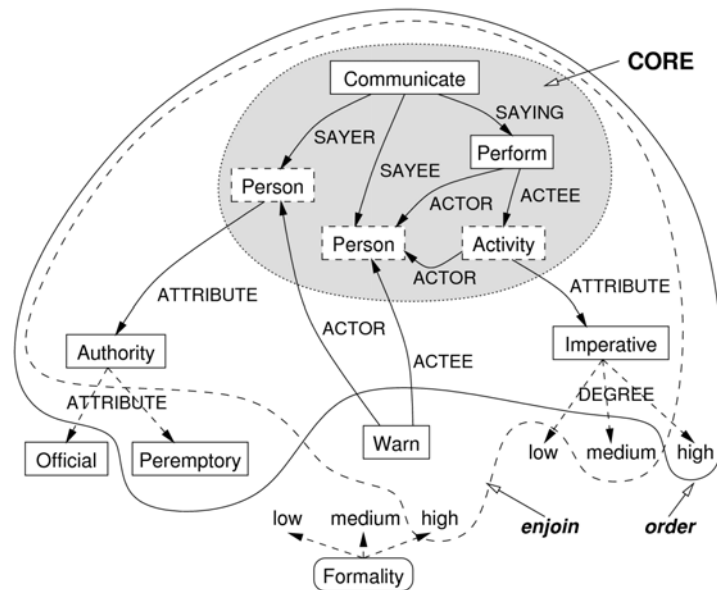 CORE
Communicate
SAYER
SAYING
SAYEE
Perform
Person
ACTOR
ACTEE
Person
Activity
ACTOR
ATTRIBUTE
ATTRIBUTE
ACTOR
ACTEE
Authority
Imperative
ATTRIBUTE
DEGREE
Official
Peremptory
Warn
low
medium
high
low
medium
high
enjoin
order
Formality